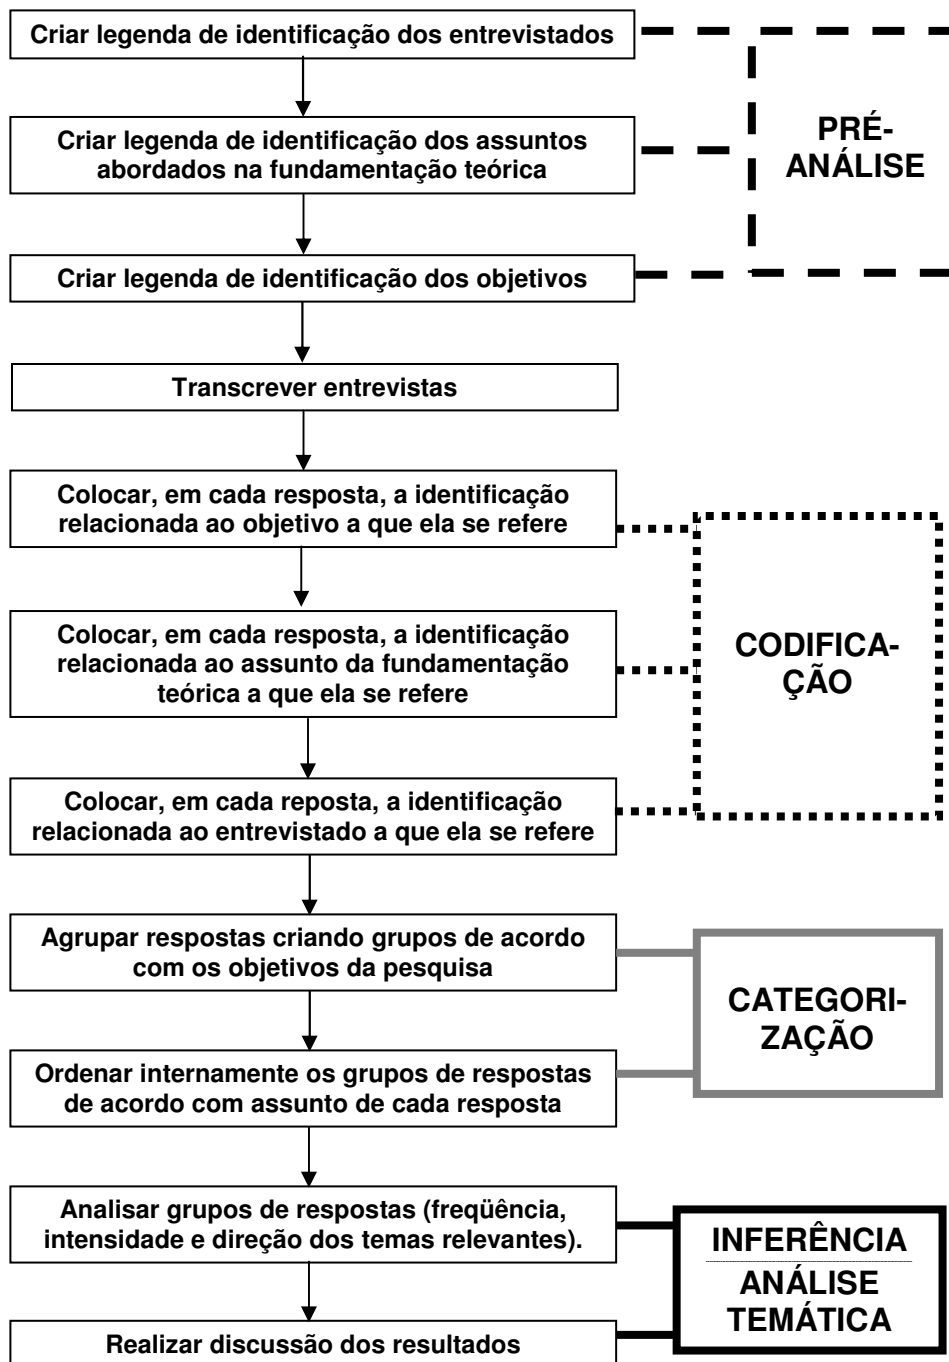 Criar legenda de identificação dos entrevistados
Criar legenda de identificação dos assuntos
abordados na fundamentação teórica
PRÉ-
ANÁLISE
Criar legenda de identificação dos objetivos
Transcrever entrevistas
Colocar, em cada resposta, a identificação
relacionada ao objetivo a que ela se refere
Colocar, em cada resposta, a identificação
relacionada ao assunto da fundamentação
teórica a que ela se refere
CODIFICA-
ÇÃO
Colocar, em cada reposta, a identificação
relacionada ao entrevistado a que ela se refere
Agrupar respostas criando grupos de acordo
com os objetivos da pesquisa
CATEGORI-
ZAÇÃO
Ordenar internamente os grupos de respostas
de acordo com assunto de cada resposta
Analisar grupos de respostas (freqüência,
intensidade e direção dos temas relevantes).
INFERÊNCIA
ANÁLISE
TEMÁTICA
Realizar discussão dos resultados